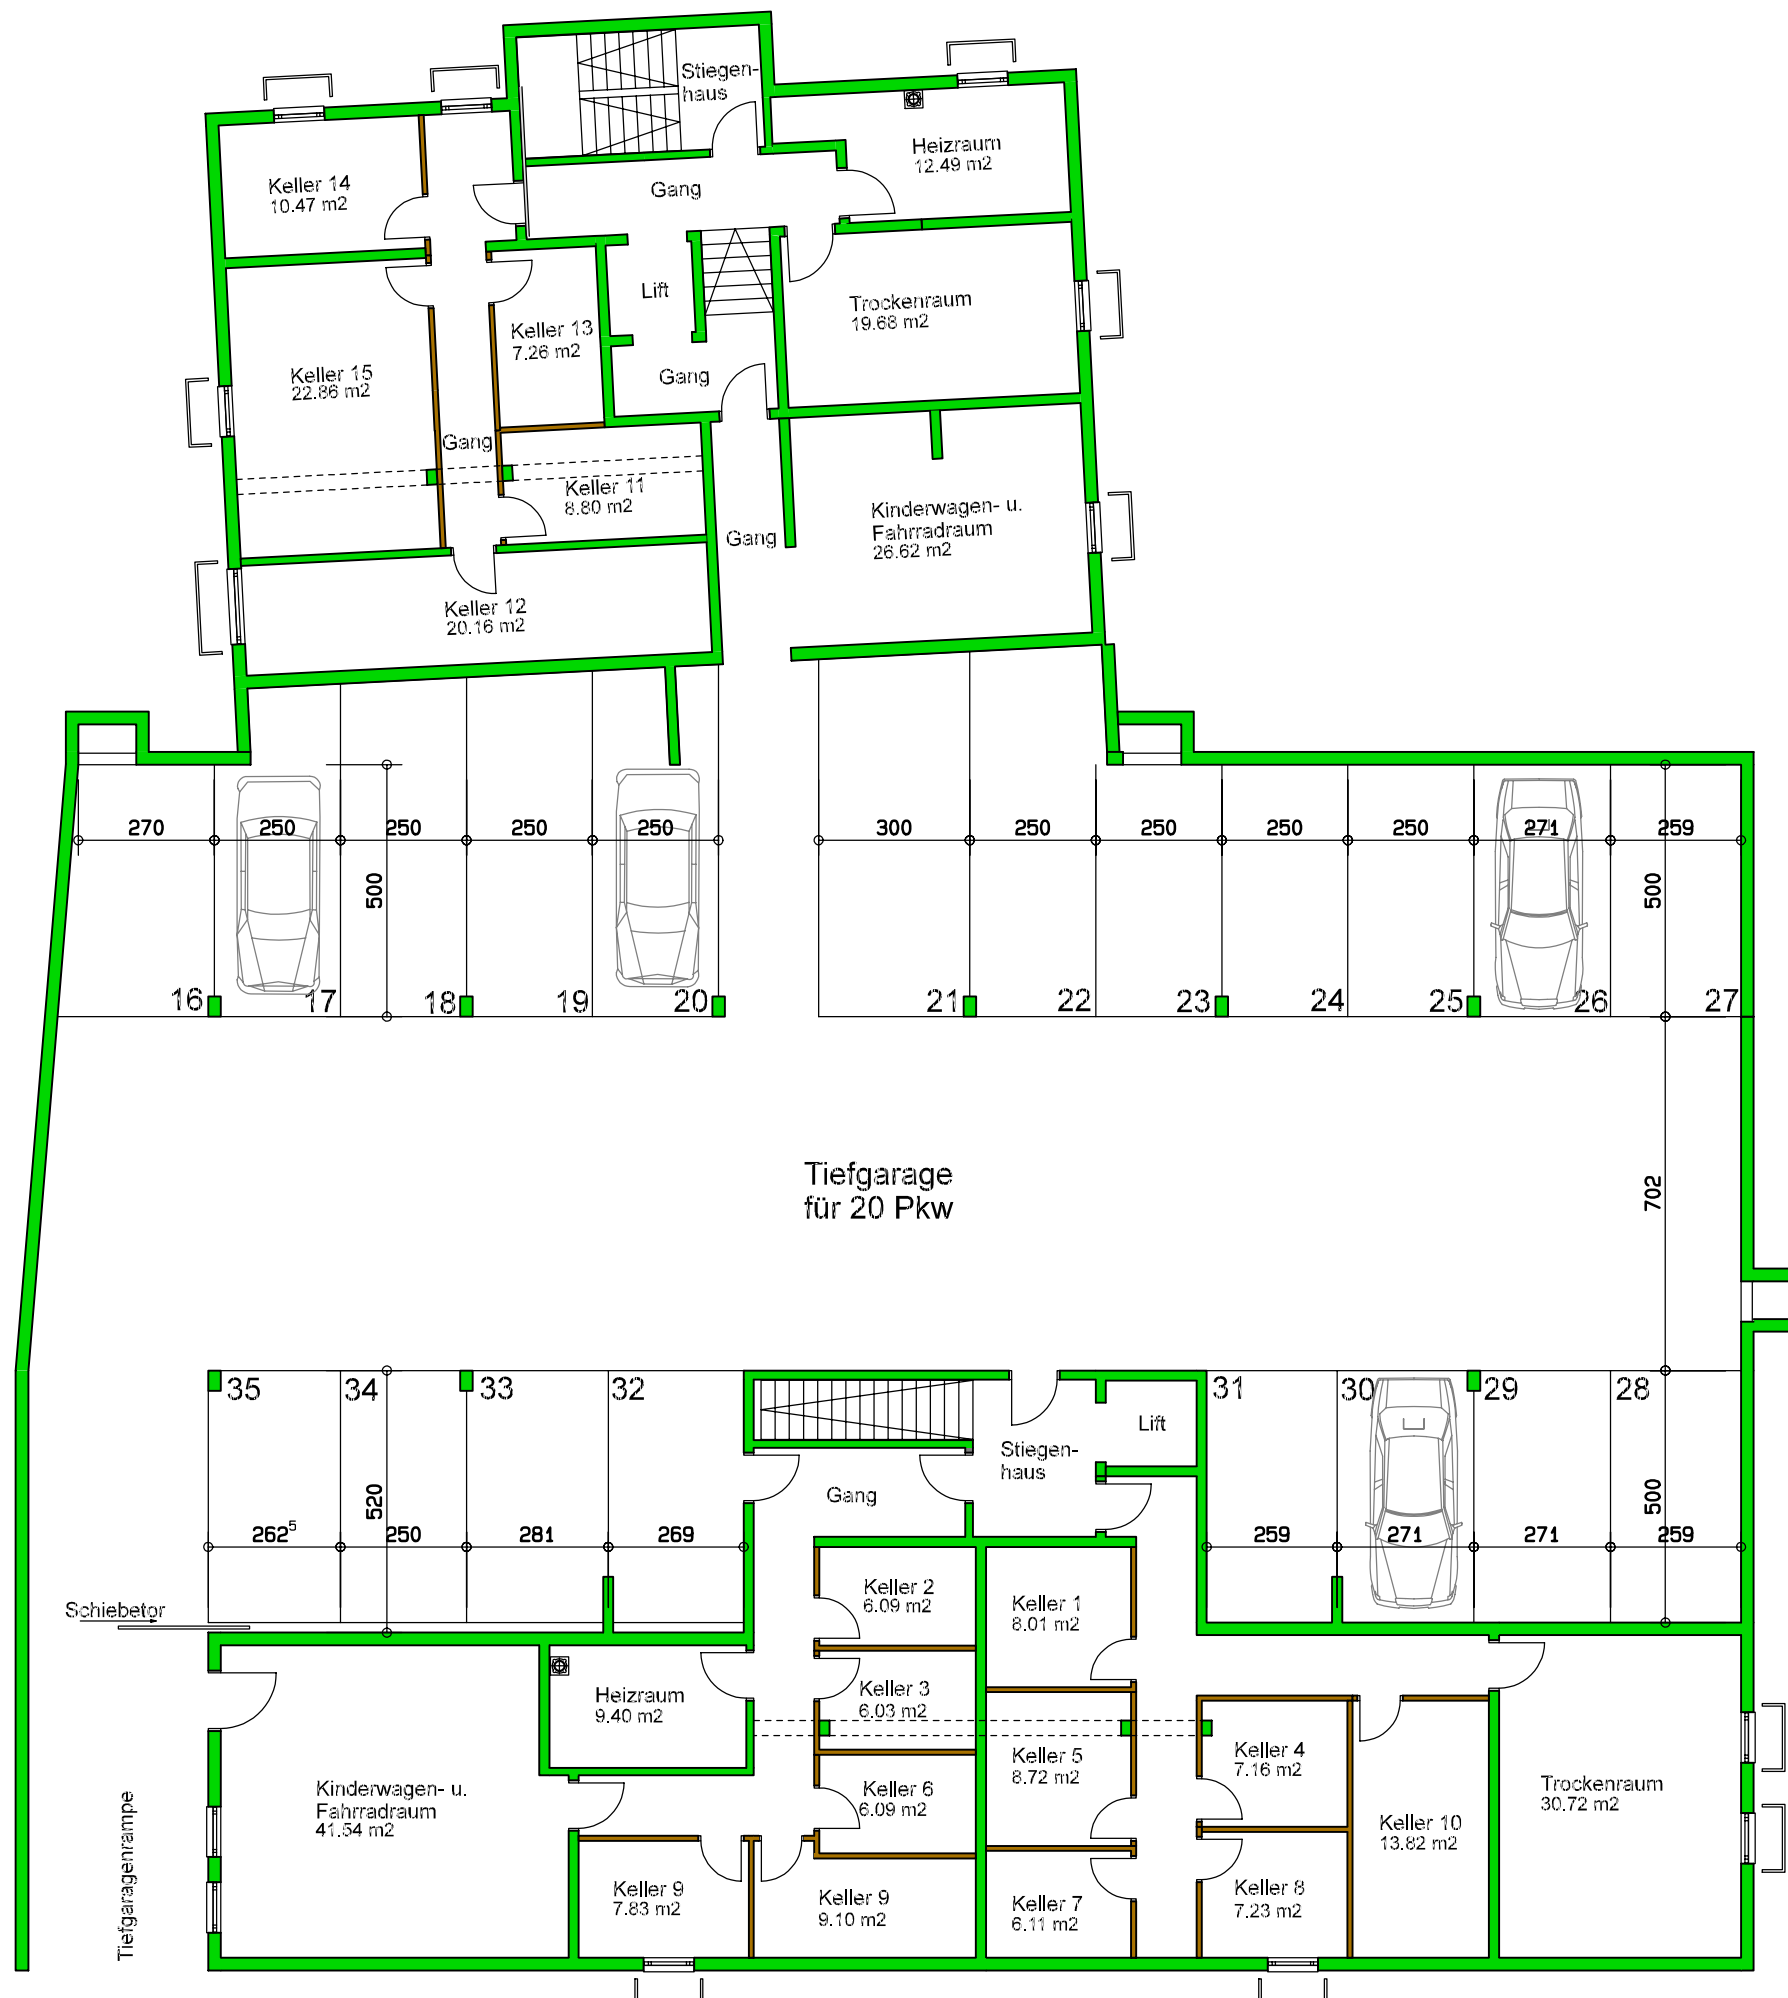 Stiegen-
haus
Heizraum
12.49 m2
Keller 14
10.47 m2
Gang
Lift
Trockenraum
19.68 m2
Keller 13
7.26 m2
Keller 15
22.86 m2
Gang
Gang
Keller 11
8.80 m2
Kinderwagen- u.
Fahrradraum
26.62 m2
Gang
Keller 12
20.16 m2
270 250 250 250 250 300 250 250 250 250 271 259
500
500
16 17 18 19 20 21 22 23 24 25 26 27
Tiefgarage
für 20 Pkw
702
35 34 33 32 31 30 29 28
Lift
Stiegen-
haus
Gang
520
500
262⁵ 250 281 269 259 271 271 259
Schiebetor
Keller 2
6.09 m2
Keller 1
8.01 m2
Heizraum
9.40 m2
Keller 3
6.03 m2
Keller 5
8.72 m2
Keller 4
7.16 m2
Kinderwagen- u.
Fahrradraum
41.54 m2
Keller 6
6.09 m2
Trockenraum
30.72 m2
Keller 10
13.82 m2
Keller 9
7.83 m2
Keller 9
9.10 m2
Keller 7
6.11 m2
Keller 8
7.23 m2
Tiefgaragenrampe